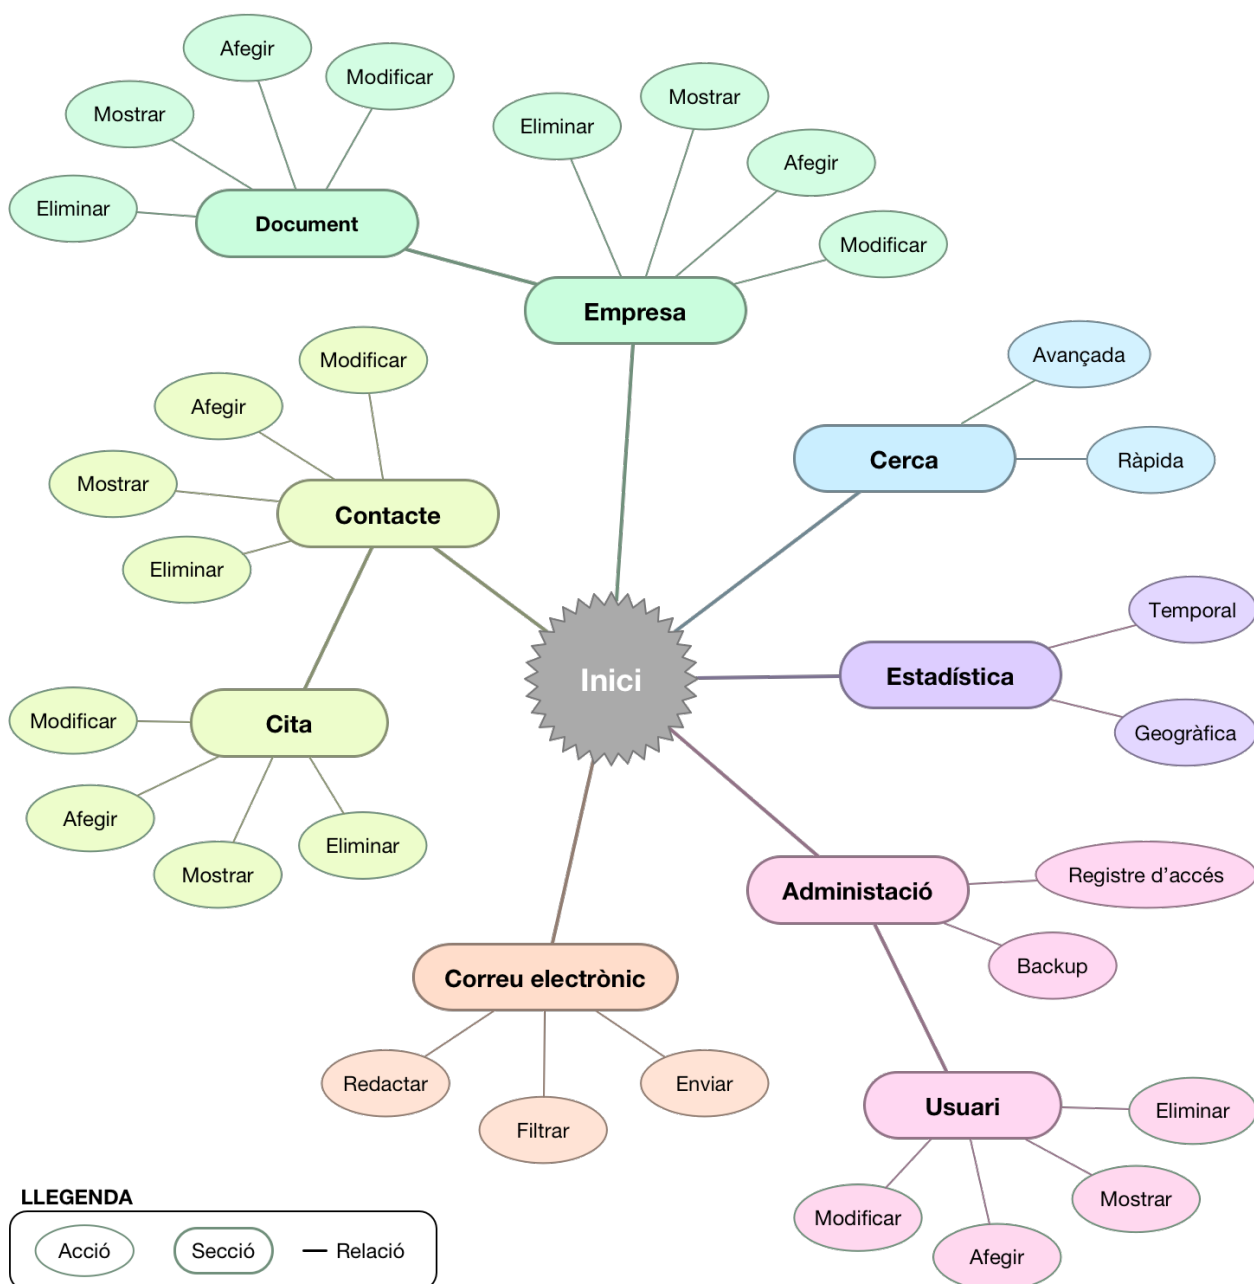 Afegir
Modificar
Mostrar
Eliminar
Document
Mostrar
Eliminar
Afegir
Modificar
Empresa
Avançada
Cerca
Ràpida
Modificar
Afegir
Mostrar
Contacte
Eliminar
Temporal
Estadística
Geogràfica
Inici
Modificar
Cita
Afegir
Mostrar
Eliminar
Registre d’accés
Administació
Backup
Correu electrònic
Redactar
Filtrar
Enviar
Usuari
Eliminar
Mostrar
Modificar
Afegir
LLEGENDA
Acció
Secció
Relació